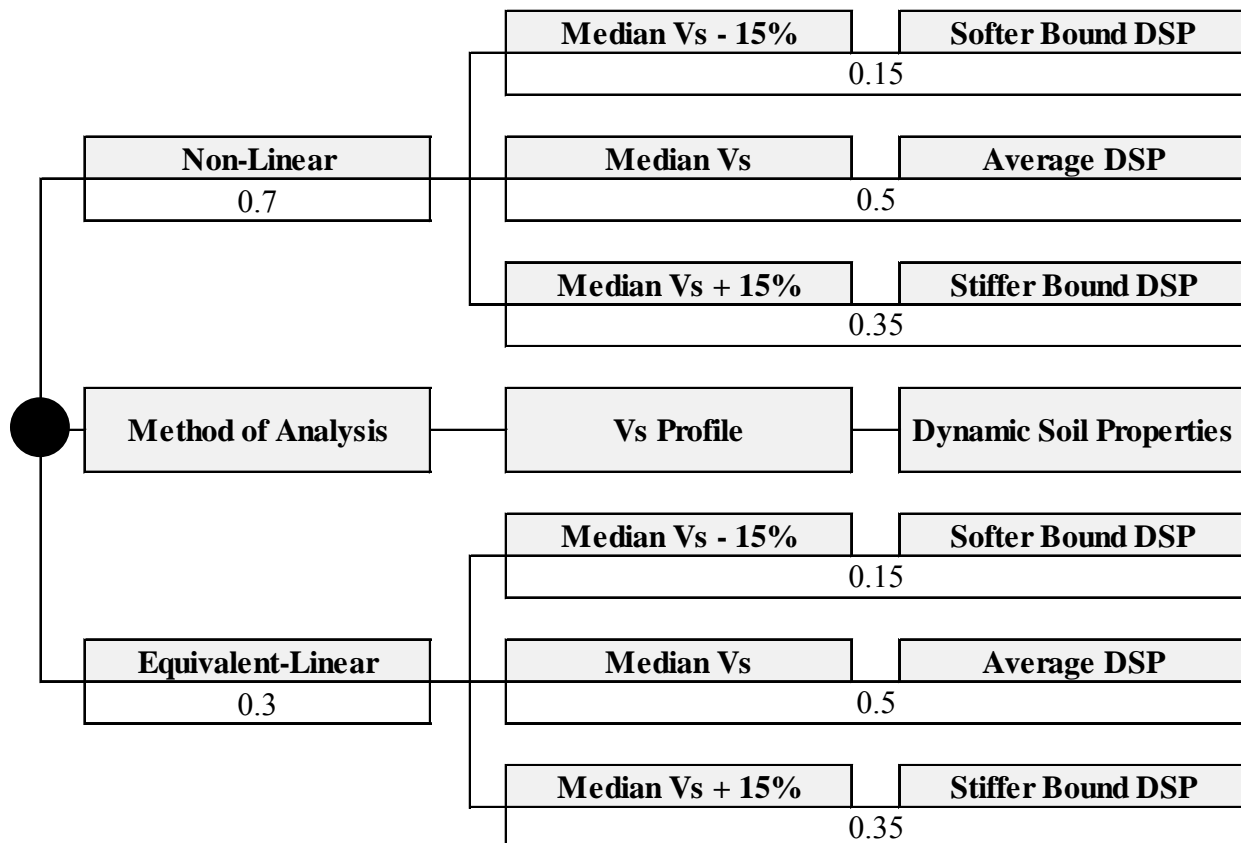 Median Vs - 15% Softer Bound DSP
0.15
Non-Linear Median Vs Average DSP
0.7 0.5
Median Vs + 15% Stiffer Bound DSP
0.35
Method of Analysis Vs Profile Dynamic Soil Properties
Median Vs - 15% Softer Bound DSP
0.15
Equivalent-Linear Median Vs Average DSP
0.3 0.5
Median Vs + 15% Stiffer Bound DSP
0.35